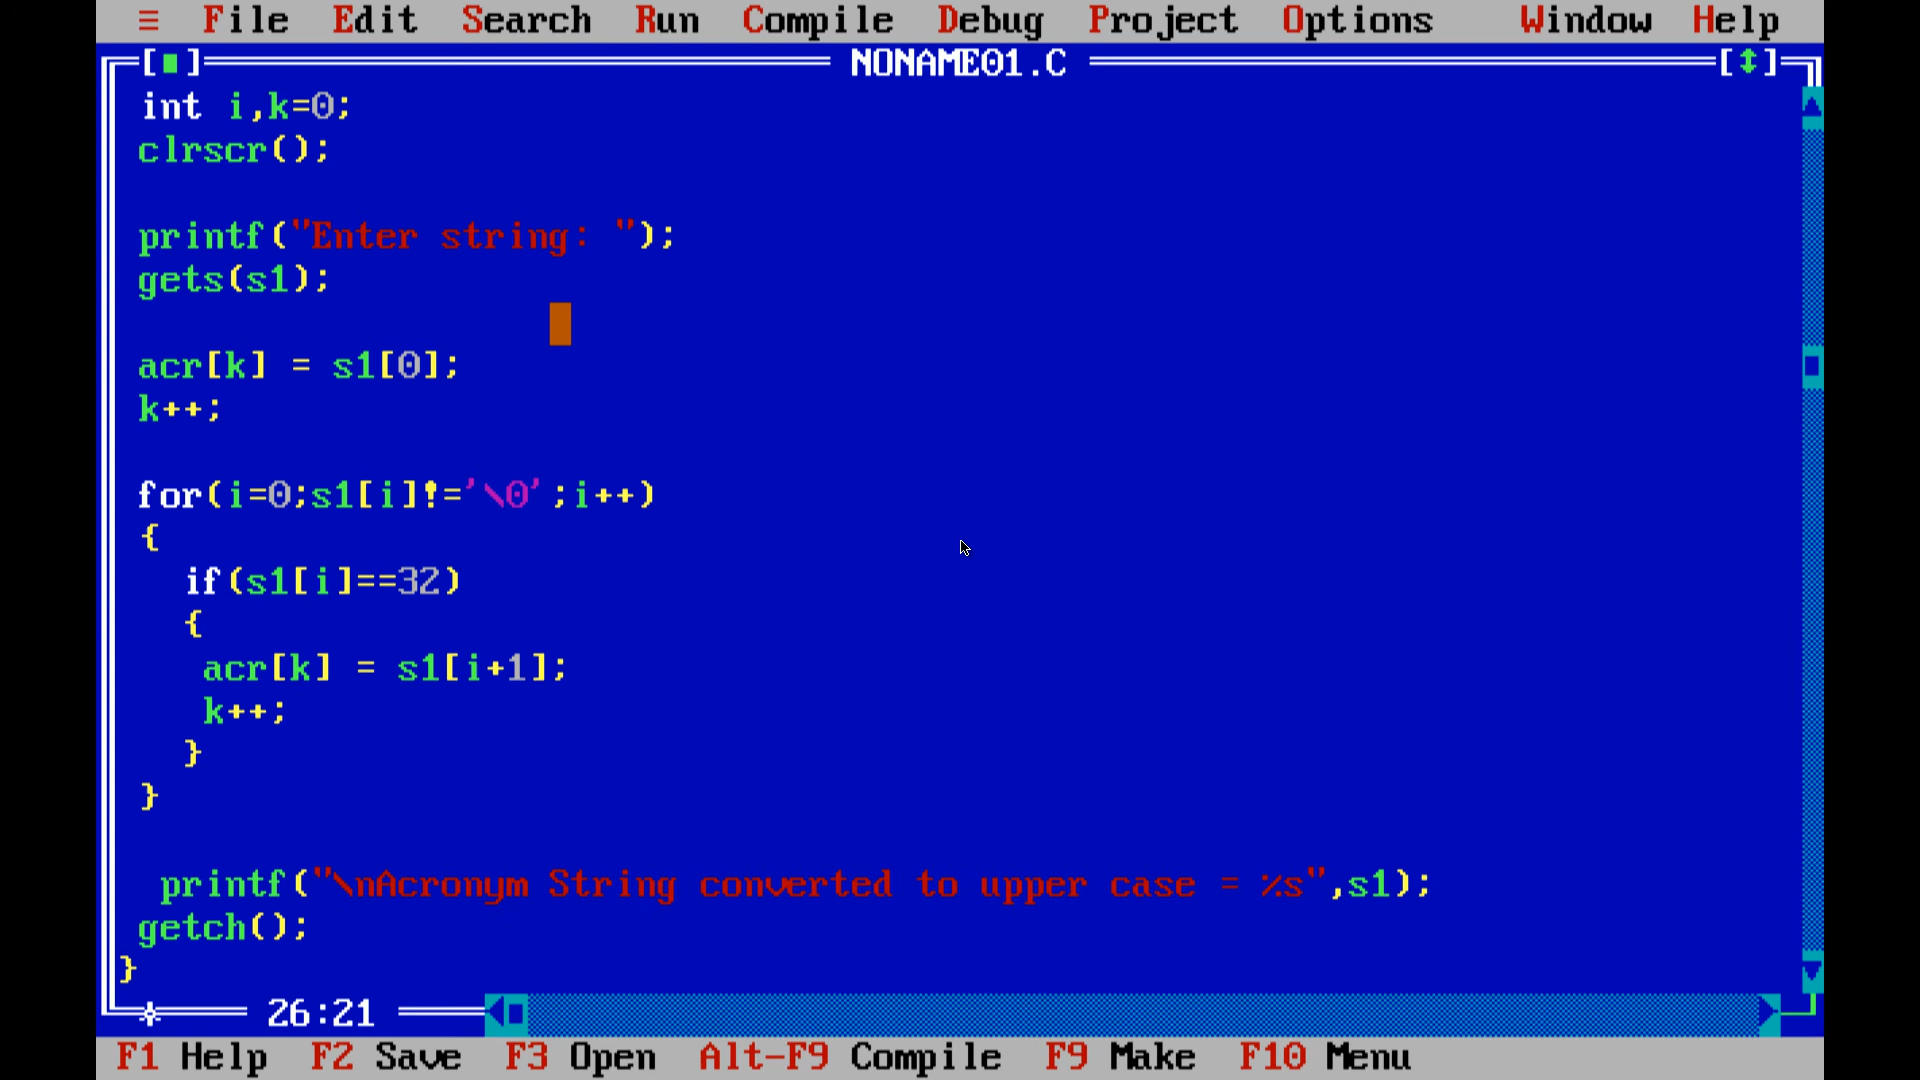 ≡ File Edit Search Run Compile Debug Project Options Window Help
[■] NONAME01.C [↕]
int i,k=0;
clrscr();
printf("Enter string: ");
gets(s1);
acr[k] = s1[0];
k++;
for(i=0;s1[i]!='\0';i++)
{
if(s1[i]==32)
{
acr[k] = s1[i+1];
k++;
}
}
printf("\nAcronym String converted to upper case = %s",s1);
getch();
}
26:21
F1 Help F2 Save F3 Open Alt-F9 Compile F9 Make F10 Menu